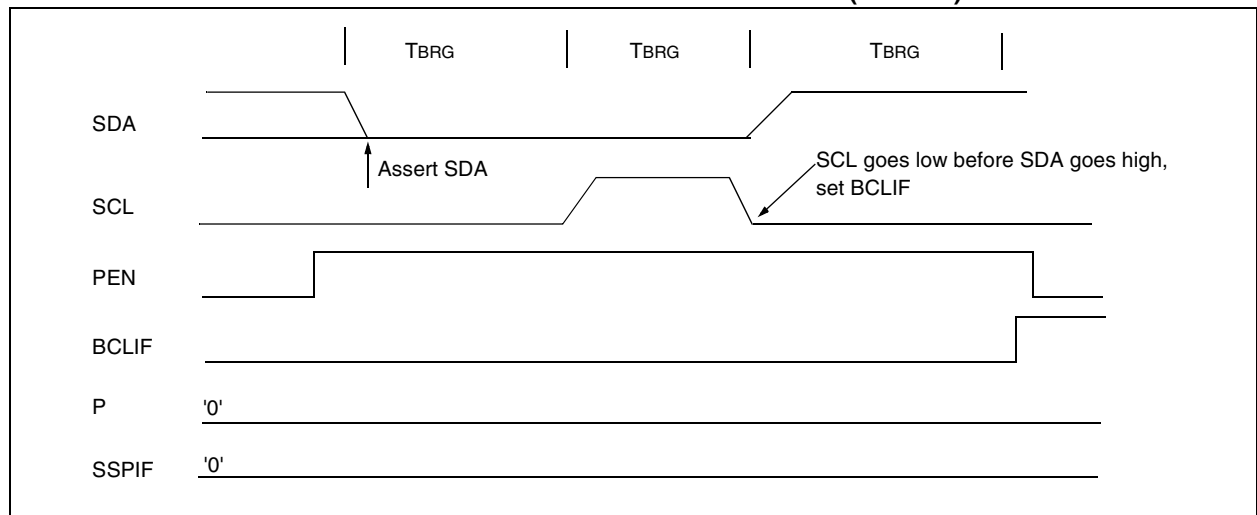 TBRG TBRG TBRG
SDA
Assert SDA
SCL goes low before SDA goes high,
set BCLIF
SCL
PEN
BCLIF
P '0'
SSPIF '0'